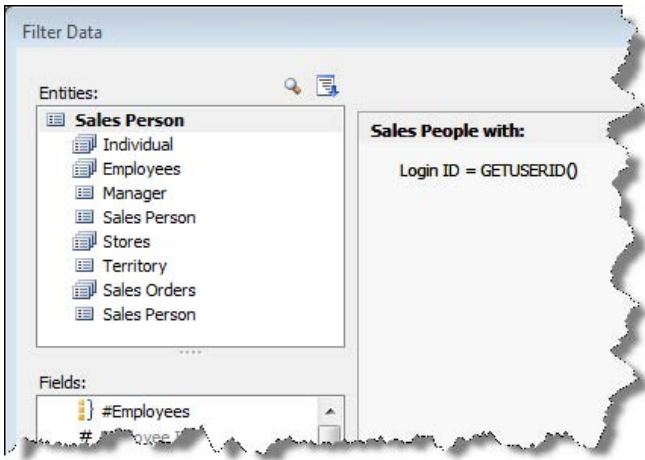 Filter Data
Entities:
Sales Person
Individual
Employees
Manager
Sales Person
Stores
Territory
Sales Orders
Sales Person
Sales People with:
Login ID = GETUSERID()
Fields:
#Employees
#